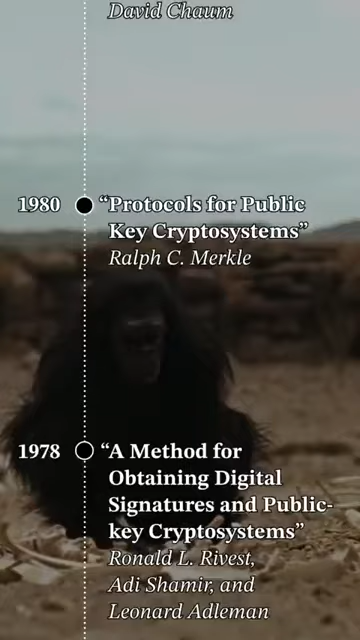 David Chaum
1980 “Protocols for Public
Key Cryptosystems”
Ralph C. Merkle
1978 “A Method for
Obtaining Digital
Signatures and Public-
key Cryptosystems”
Ronald L. Rivest,
Adi Shamir, and
Leonard Adleman